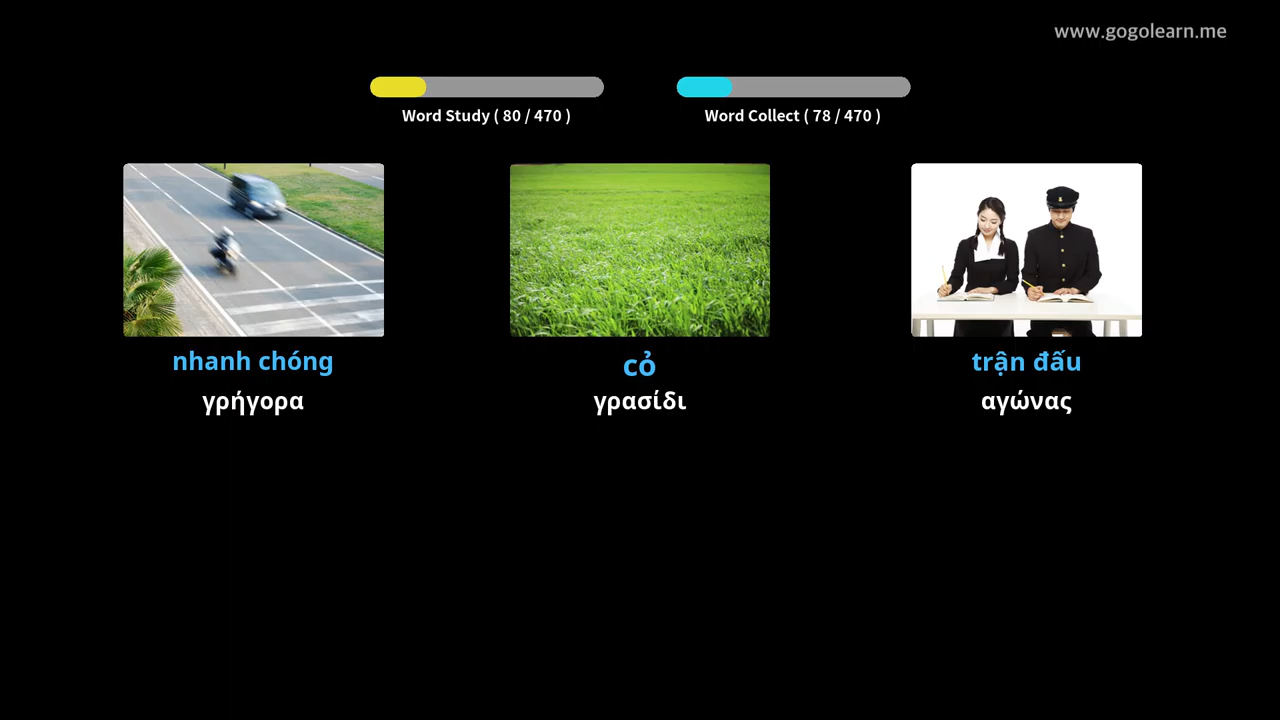 www.gogolearn.me
Word Study ( 80 / 470 )
Word Collect ( 78 / 470 )
nhanh chóng
γρήγορα
cỏ
γρασίδι
trận đấu
αγώνας